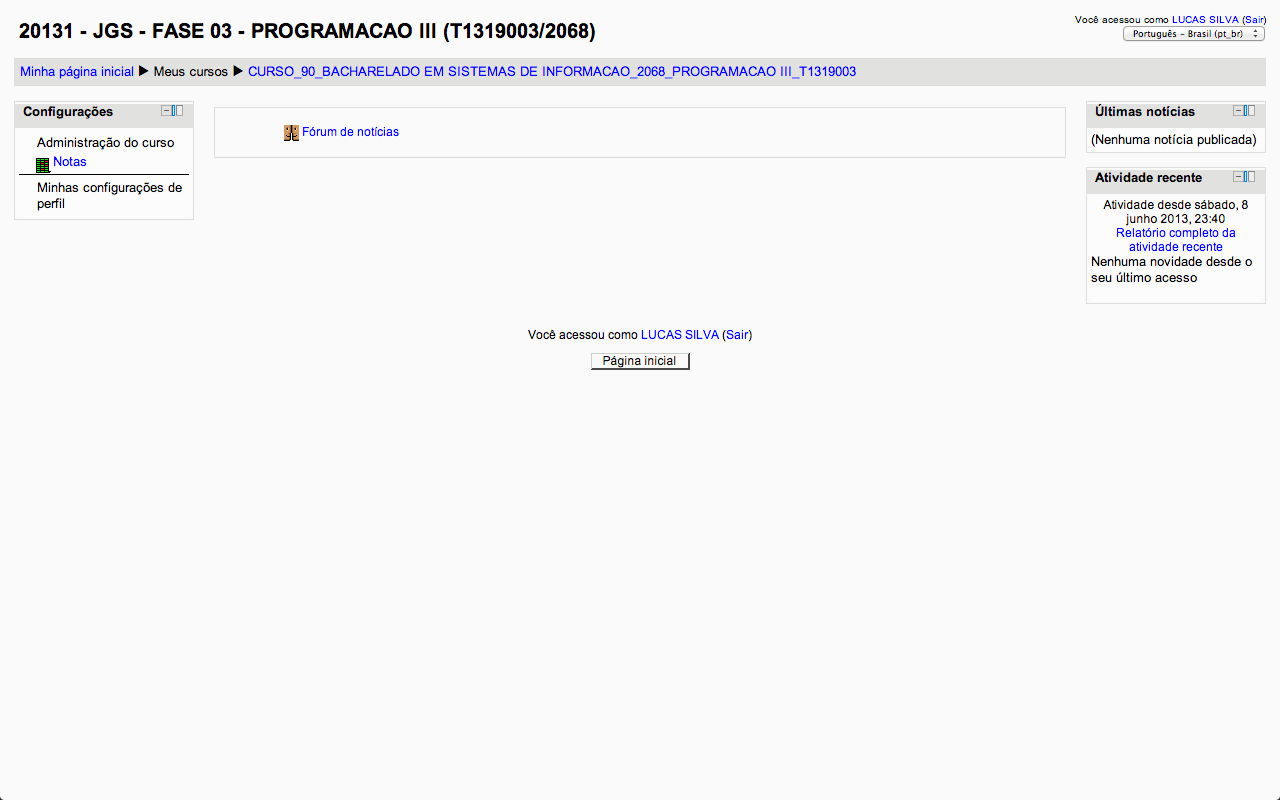 20131 - JGS - FASE 03 - PROGRAMACAO III (T1319003/2068)
Você acessou como LUCAS SILVA (Sair)
Português - Brasil (pt_br)
Minha página inicial ▶ Meus cursos ▶ CURSO_90_BACHARELADO EM SISTEMAS DE INFORMACAO_2068_PROGRAMACAO III_T1319003
Configurações
Administração do curso
Notas
Minhas configurações de
perfil
Fórum de notícias
Últimas notícias
(Nenhuma notícia publicada)
Atividade recente
Atividade desde sábado, 8
junho 2013, 23:40
Relatório completo da
atividade recente
Nenhuma novidade desde o
seu último acesso
Você acessou como LUCAS SILVA (Sair)
Página inicial